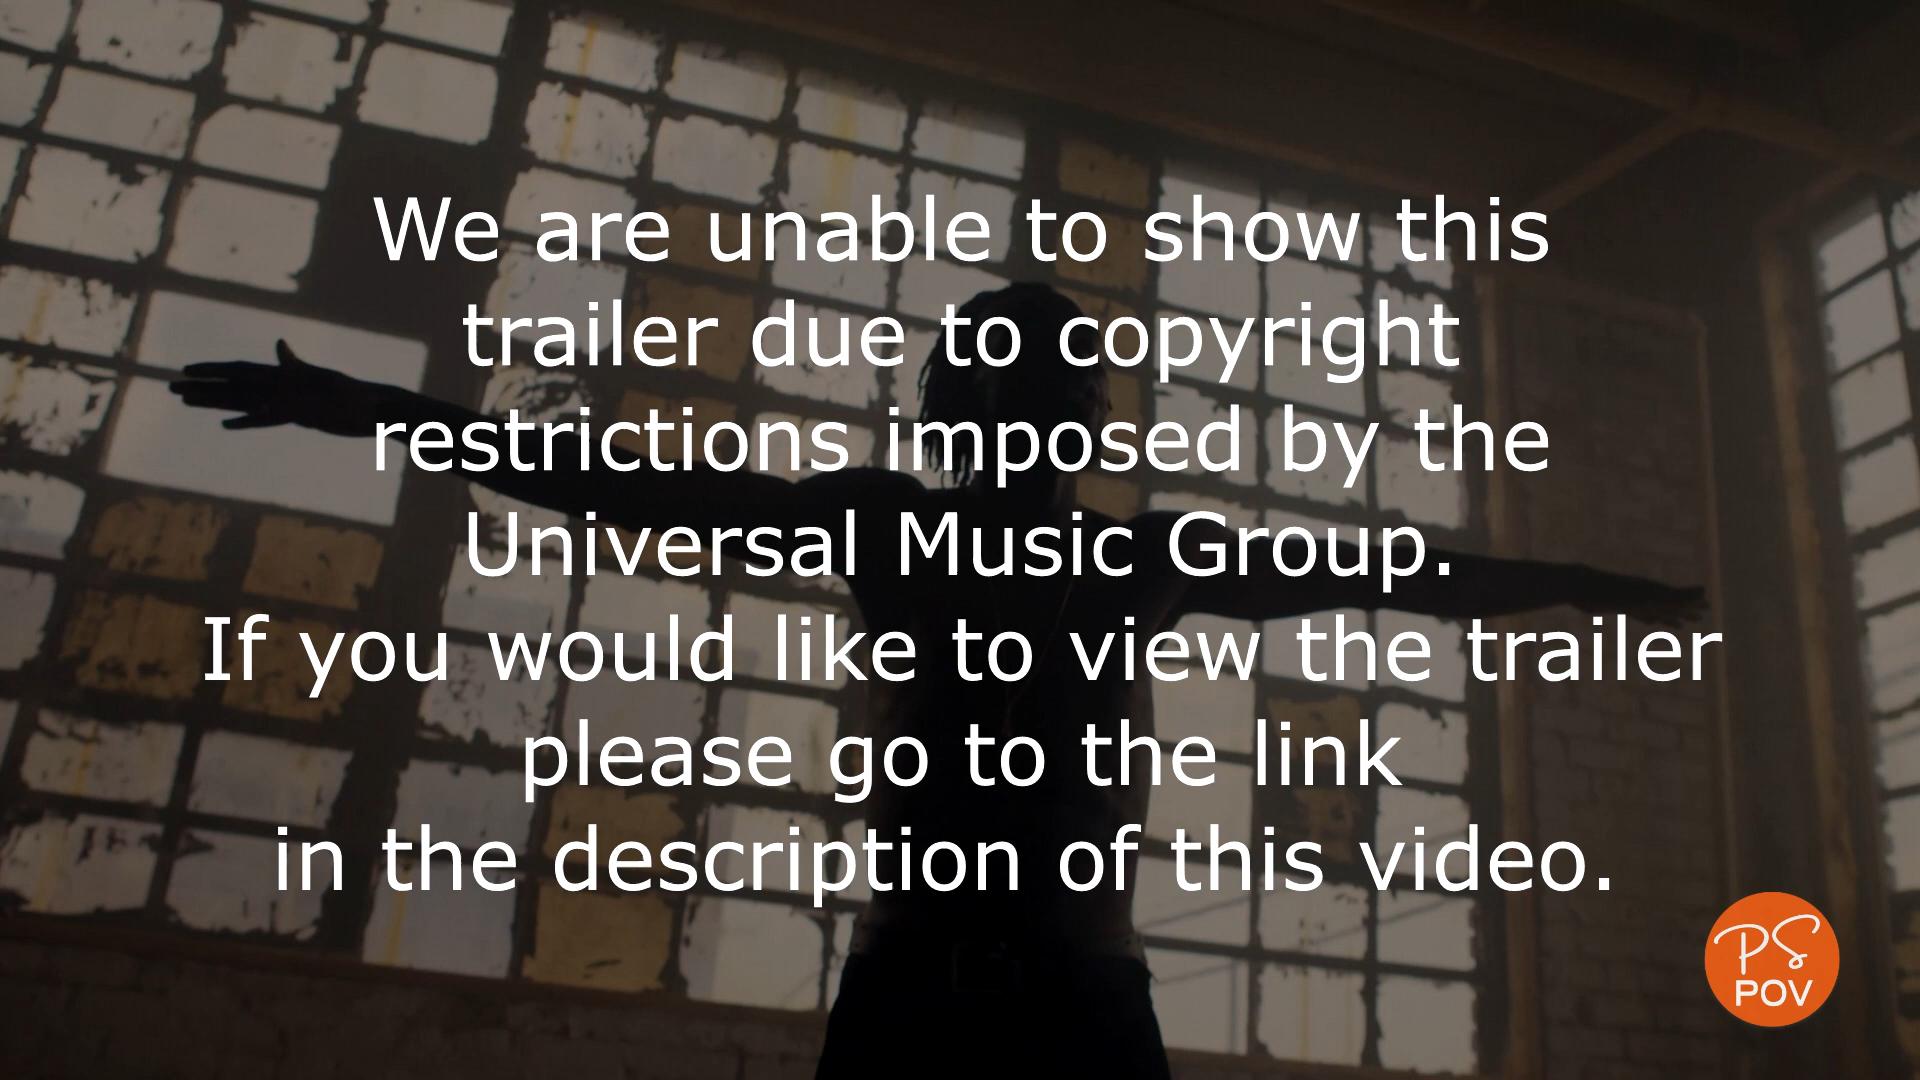 We are unable to show this
trailer due to copyright
restrictions imposed by the
Universal Music Group.
If you would like to view the trailer
please go to the link
in the description of this video.
PS
POV